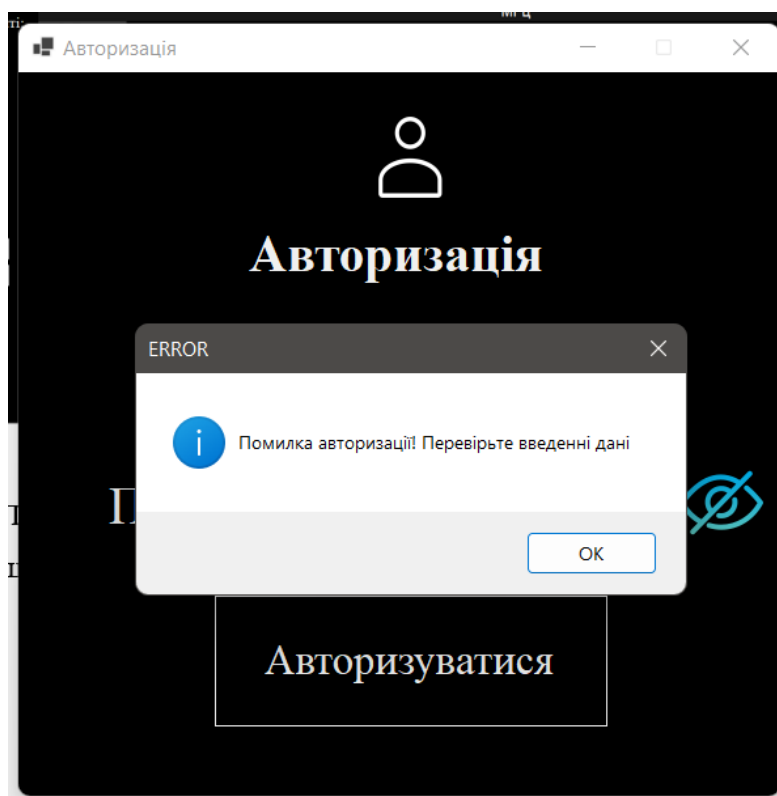 Авторизація
Авторизація
ERROR
Помилка авторизації! Перевірьте введенні дані
OK
Авторизуватися